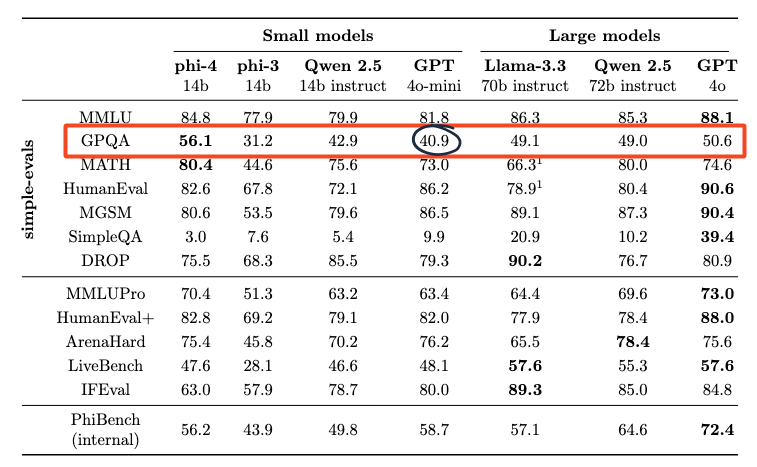 Small models Large models
phi-4 phi-3 Qwen 2.5 GPT Llama-3.3 Qwen 2.5 GPT
14b 14b 14b instruct 4o-mini 70b instruct 72b instruct 4o
simple-evals
MMLU 84.8 77.9 79.9 81.8 86.3 85.3 88.1
GPQA 56.1 31.2 42.9 40.9 49.1 49.0 50.6
MATH 80.4 44.6 75.6 73.0 66.3¹ 80.0 74.6
HumanEval 82.6 67.8 72.1 86.2 78.9¹ 80.4 90.6
MGSM 80.6 53.5 79.6 86.5 89.1 87.3 90.4
SimpleQA 3.0 7.6 5.4 9.9 20.9 10.2 39.4
DROP 75.5 68.3 85.5 79.3 90.2 76.7 80.9
MMLUPro 70.4 51.3 63.2 63.4 64.4 69.6 73.0
HumanEval+ 82.8 69.2 79.1 82.0 77.9 78.4 88.0
ArenaHard 75.4 45.8 70.2 76.2 65.5 78.4 75.6
LiveBench 47.6 28.1 46.6 48.1 57.6 55.3 57.6
IFEval 63.0 57.9 78.7 80.0 89.3 85.0 84.8
PhiBench
(internal) 56.2 43.9 49.8 58.7 57.1 64.6 72.4